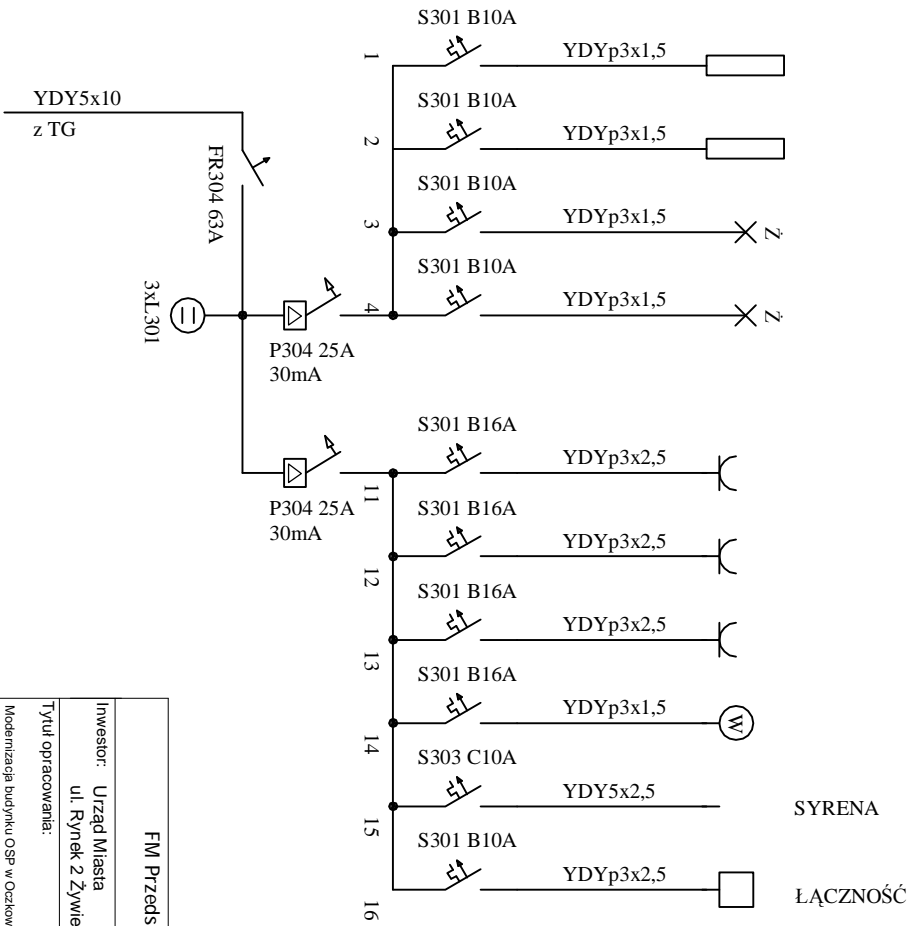 S301 B10A
1
YDYp3x1,5
YDY5x10
z TG
S301 B10A
2
YDYp3x1,5
FR304 63A
S301 B10A
3
YDYp3x1,5
Ż
S301 B10A
4
YDYp3x1,5
Ż
3xL301
P304 25A
30mA
S301 B16A
11
YDYp3x2,5
P304 25A
30mA
S301 B16A
12
YDYp3x2,5
S301 B16A
13
YDYp3x2,5
S301 B16A
14
YDYp3x1,5
W
S303 C10A
15
YDY5x2,5
SYRENA
S301 B10A
16
YDYp3x2,5
ŁĄCZNOŚĆ
FM Przeds
Inwestor: Urząd Miasta
ul. Rynek 2 Żywie
Tytuł opracowania:
Modernizacja budynku OSP w Oczkow